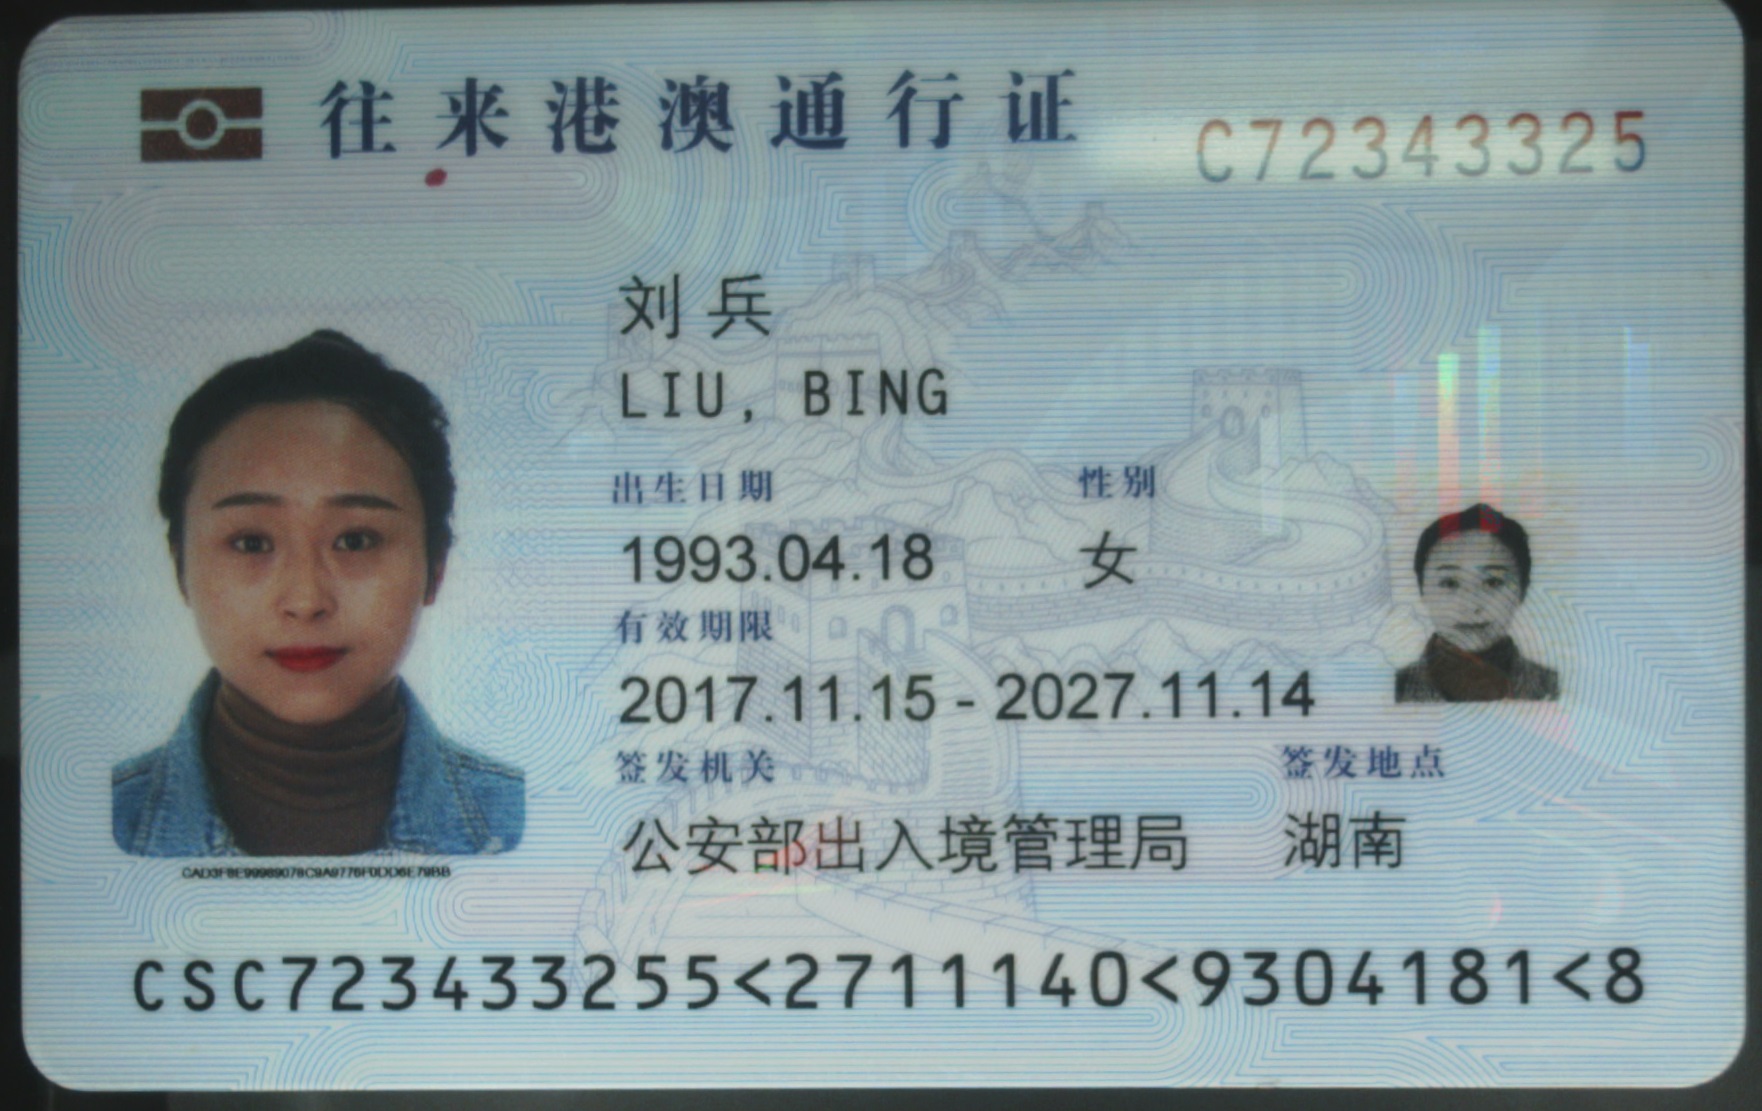 往来港澳通行证
C72343325
刘兵
LIU, BING
出生日期 性别
1993.04.18 女
有效期限
2017.11.15 - 2027.11.14
签发机关 签发地点
公安部出入境管理局 湖南
CSC723433255<2711140<9304181<8